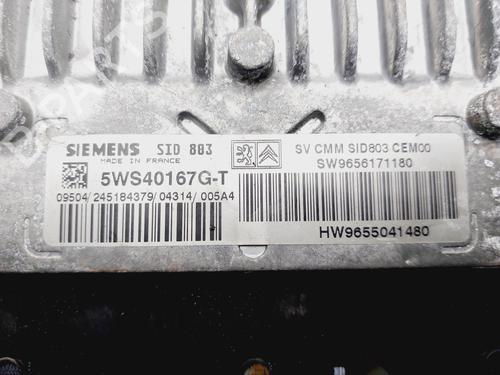 SIEMENS SID 803
MADE IN FRANCE
5WS40167G-T
09504/245184379/04314/005A4
SV CMM SID803 CEM00
SW9656171180
HW9655041480